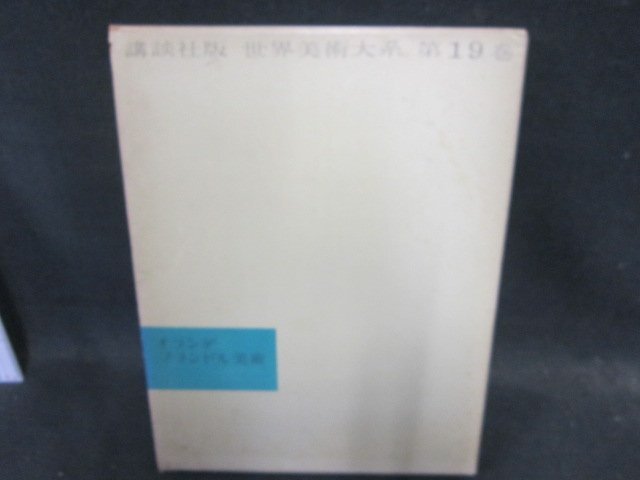 講談社版 世界美術大系 第19巻
オランダ
フランドル美術